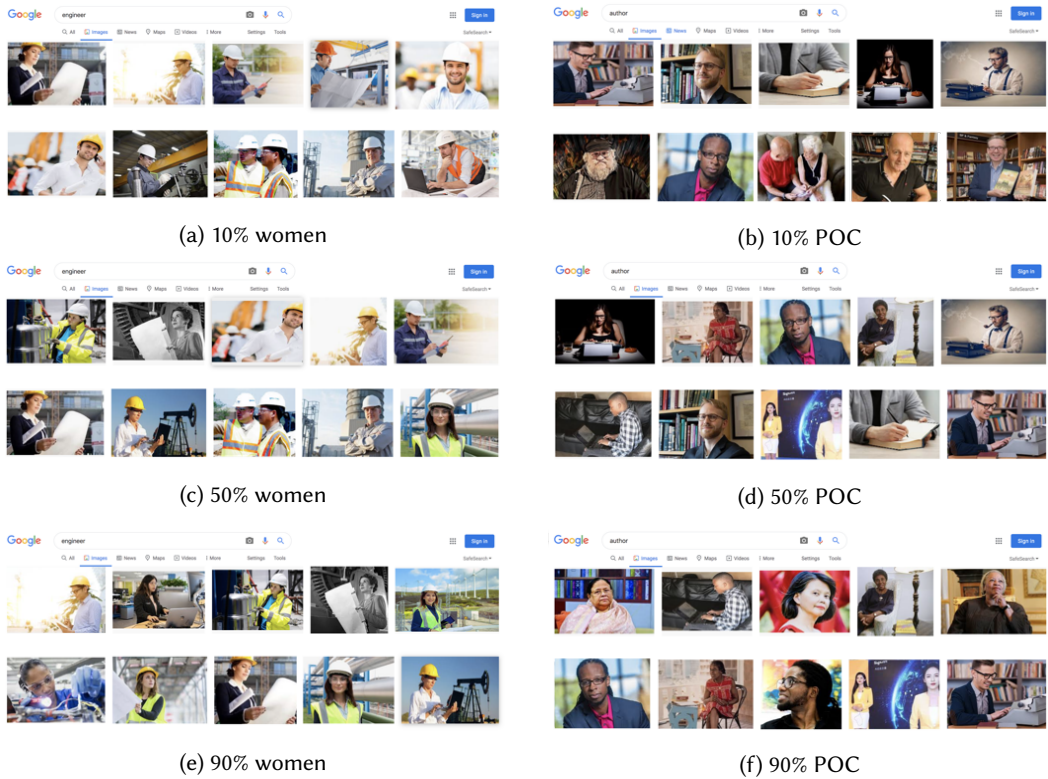 Google engineer Sign in
All Images News Maps Videos More Settings Tools
SafeSearch
(a) 10% women
Google author Sign in
All Images News Maps Videos More Settings Tools
SafeSearch
(b) 10% POC
Google engineer Sign in
All Images News Maps Videos More Settings Tools
SafeSearch
(c) 50% women
Google author Sign in
All Images News Maps Videos More Settings Tools
SafeSearch
(d) 50% POC
Google engineer Sign in
All Images News Maps Videos More Settings Tools
SafeSearch
(e) 90% women
Google author Sign in
All Images News Maps Videos More Settings Tools
SafeSearch
(f) 90% POC